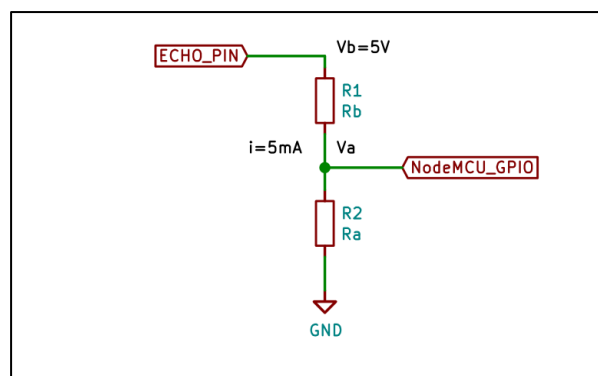 Vb=5V
ECHO_PIN
R1
Rb
i=5mA
Va
NodeMCU_GPIO
R2
Ra
GND